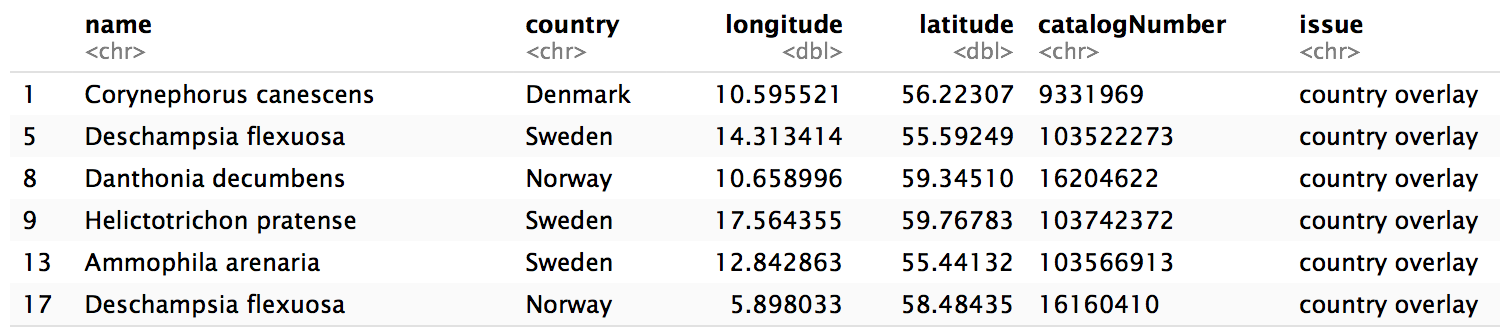 name country longitude latitude catalogNumber issue
<chr> <chr> <dbl> <dbl> <chr> <chr>
1 Corynephorus canescens Denmark 10.595521 56.22307 9331969 country overlay
5 Deschampsia flexuosa Sweden 14.313414 55.59249 103522273 country overlay
8 Danthonia decumbens Norway 10.658996 59.34510 16204622 country overlay
9 Helictotrichon pratense Sweden 17.564355 59.76783 103742372 country overlay
13 Ammophila arenaria Sweden 12.842863 55.44132 103566913 country overlay
17 Deschampsia flexuosa Norway 5.898033 58.48435 16160410 country overlay